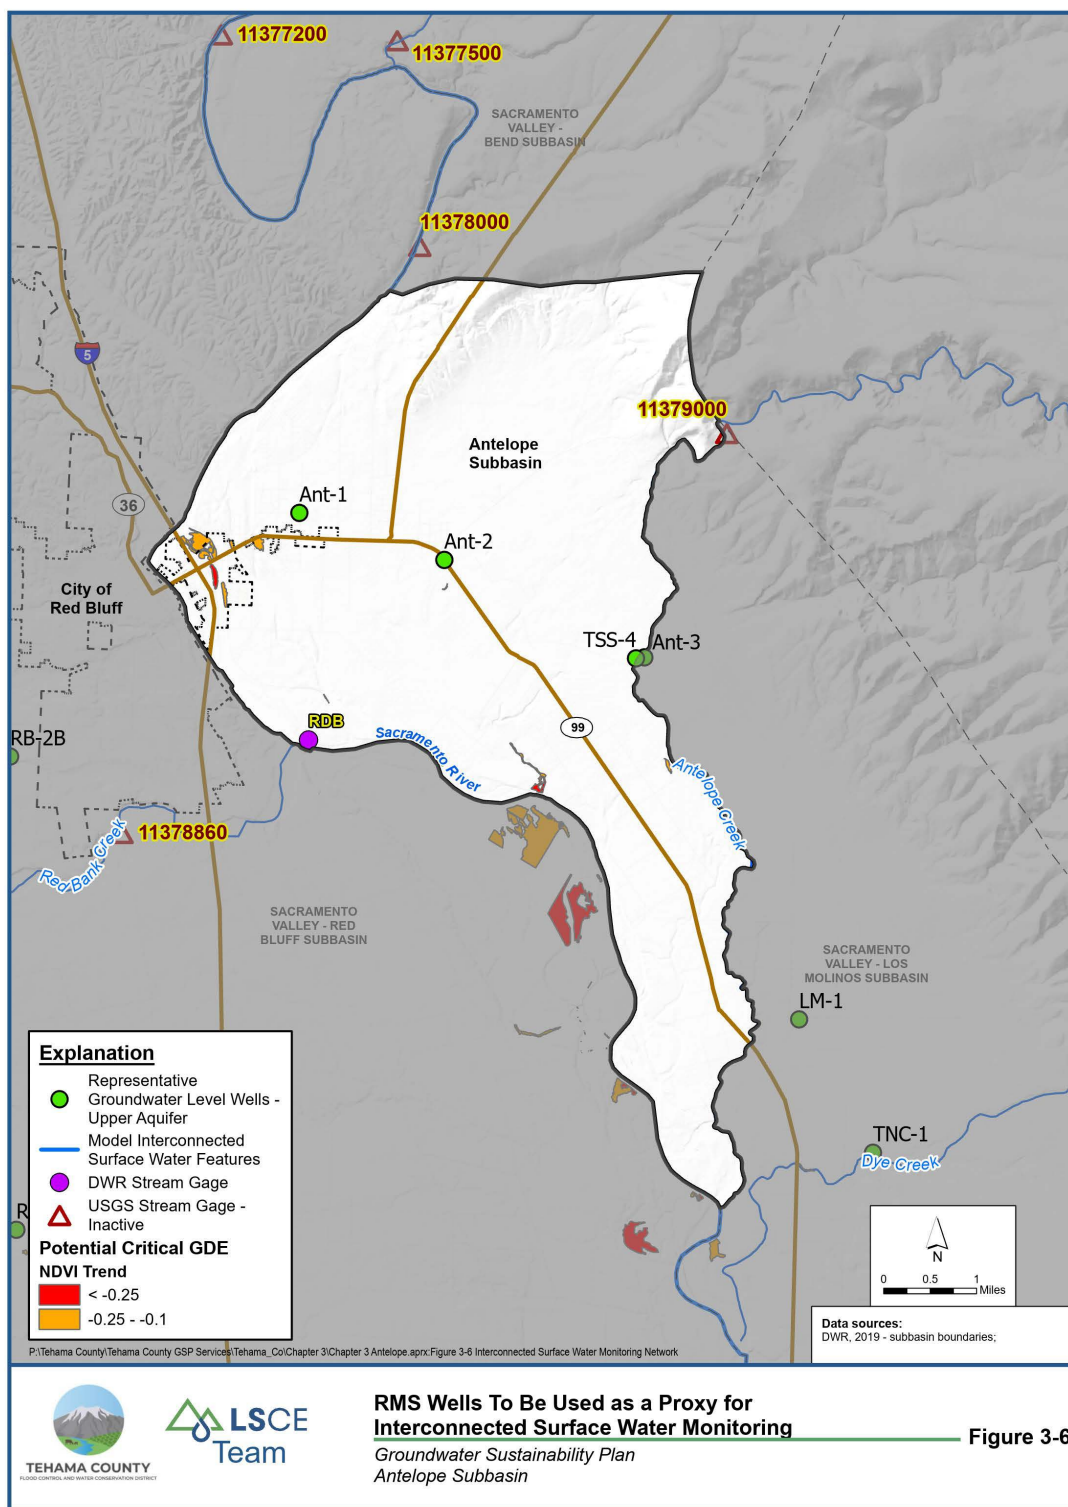 11377200
11377500
SACRAMENTO
VALLEY -
BEND SUBBASIN
11378000
5
11379000
Antelope
Subbasin
36
Ant-1
Ant-2
City of
Red Bluff
TSS-4
Ant-3
RDB
99
RB-2B
Sacramento River
Antelope Creek
11378860
Red Bank Creek
SACRAMENTO
VALLEY - RED
BLUFF SUBBASIN
SACRAMENTO
VALLEY - LOS
MOLINOS SUBBASIN
LM-1
TNC-1
Dye Creek
R
Explanation
Representative
Groundwater Level Wells -
Upper Aquifer
Model Interconnected
Surface Water Features
DWR Stream Gage
USGS Stream Gage -
Inactive
Potential Critical GDE
NDVI Trend
< -0.25
-0.25 - -0.1
N
0 0.5 1
Miles
Data sources:
DWR, 2019 - subbasin boundaries;
P:\Tehama County\Tehama County GSP Services\Tehama_Co\Chapter 3\Chapter 3 Antelope.aprx:Figure 3-6 Interconnected Surface Water Monitoring Network
TEHAMA COUNTY
FLOOD CONTROL AND WATER CONSERVATION DISTRICT
LSCE
Team
RMS Wells To Be Used as a Proxy for
Interconnected Surface Water Monitoring
Groundwater Sustainability Plan
Antelope Subbasin
Figure 3-6